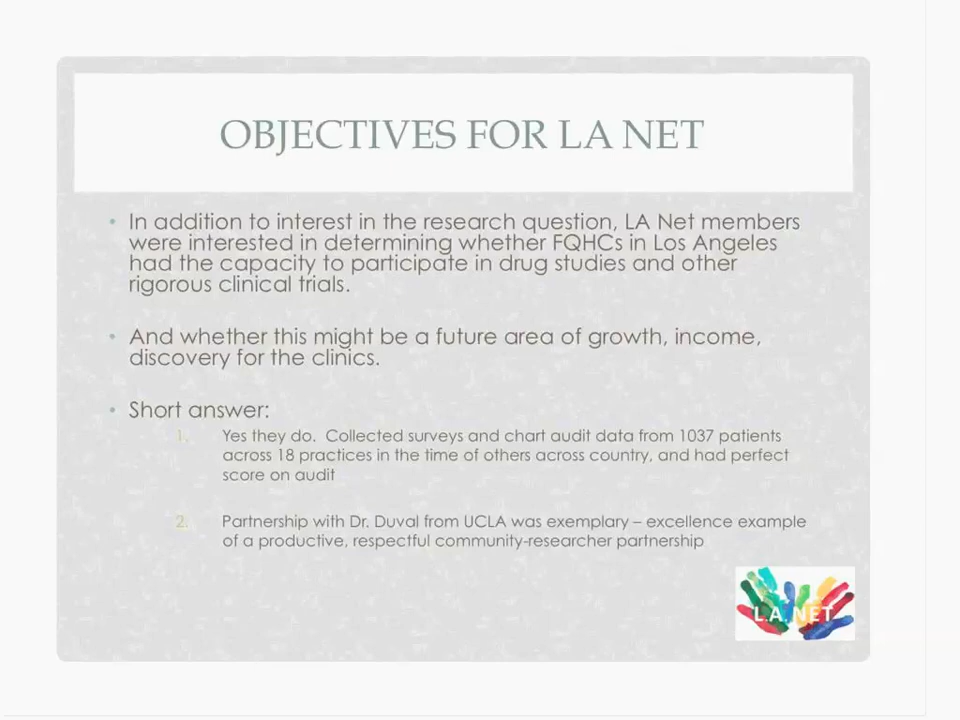 OBJECTIVES FOR LA NET
• In addition to interest in the research question, LA Net members
were interested in determining whether FQHCs in Los Angeles
had the capacity to participate in drug studies and other
rigorous clinical trials.
• And whether this might be a future area of growth, income,
discovery for the clinics.
• Short answer:
1. Yes they do. Collected surveys and chart audit data from 1037 patients
across 18 practices in the time of others across country, and had perfect
score on audit
2. Partnership with Dr. Duval from UCLA was exemplary – excellence example
of a productive, respectful community-researcher partnership
L.A. NET